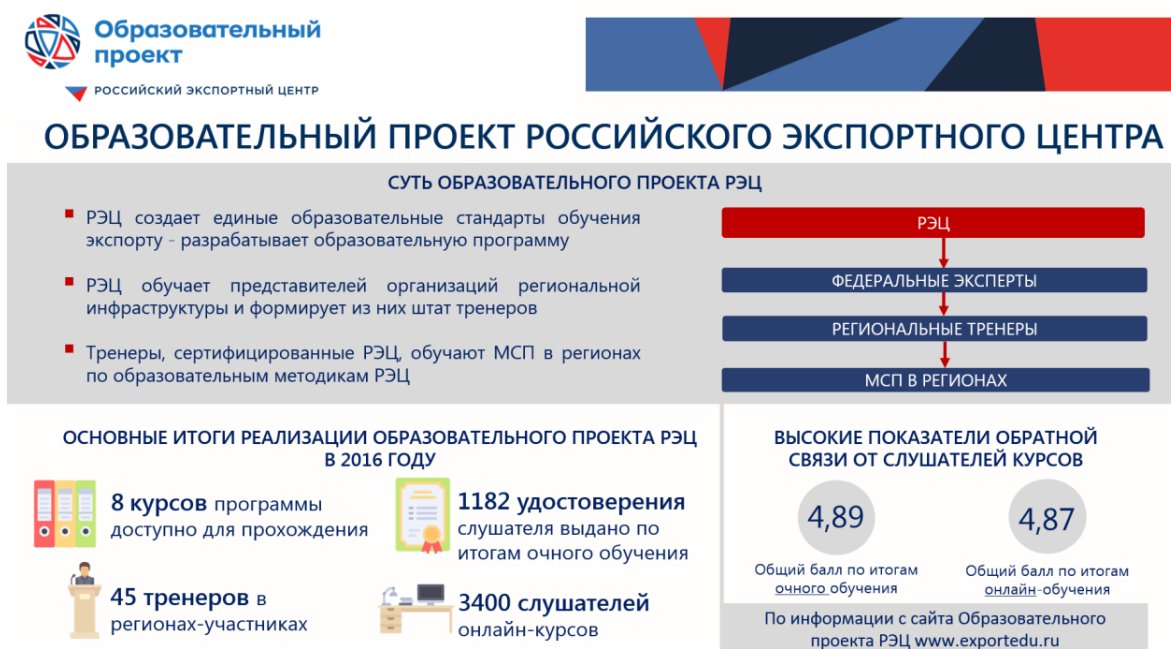 Образовательный
проект
РОССИЙСКИЙ ЭКСПОРТНЫЙ ЦЕНТР
ОБРАЗОВАТЕЛЬНЫЙ ПРОЕКТ РОССИЙСКОГО ЭКСПОРТНОГО ЦЕНТРА
СУТЬ ОБРАЗОВАТЕЛЬНОГО ПРОЕКТА РЭЦ
РЭЦ создает единые образовательные стандарты обучения
экспорту - разрабатывает образовательную программу
РЭЦ обучает представителей организаций региональной
инфраструктуры и формирует из них штат тренеров
Тренеры, сертифицированные РЭЦ, обучают МСП в регионах
по образовательным методикам РЭЦ
РЭЦ
ФЕДЕРАЛЬНЫЕ ЭКСПЕРТЫ
РЕГИОНАЛЬНЫЕ ТРЕНЕРЫ
МСП В РЕГИОНАХ
ОСНОВНЫЕ ИТОГИ РЕАЛИЗАЦИИ ОБРАЗОВАТЕЛЬНОГО ПРОЕКТА РЭЦ
В 2016 ГОДУ
8 курсов программы
доступно для прохождения
1182 удостоверения
слушателя выдано по
итогам очного обучения
45 тренеров в
регионах-участниках
3400 слушателей
онлайн-курсов
ВЫСОКИЕ ПОКАЗАТЕЛИ ОБРАТНОЙ
СВЯЗИ ОТ СЛУШАТЕЛЕЙ КУРСОВ
4,89
Общий балл по итогам
очного обучения
4,87
Общий балл по итогам
онлайн-обучения
По информации с сайта Образовательного
проекта РЭЦ www.exportedu.ru